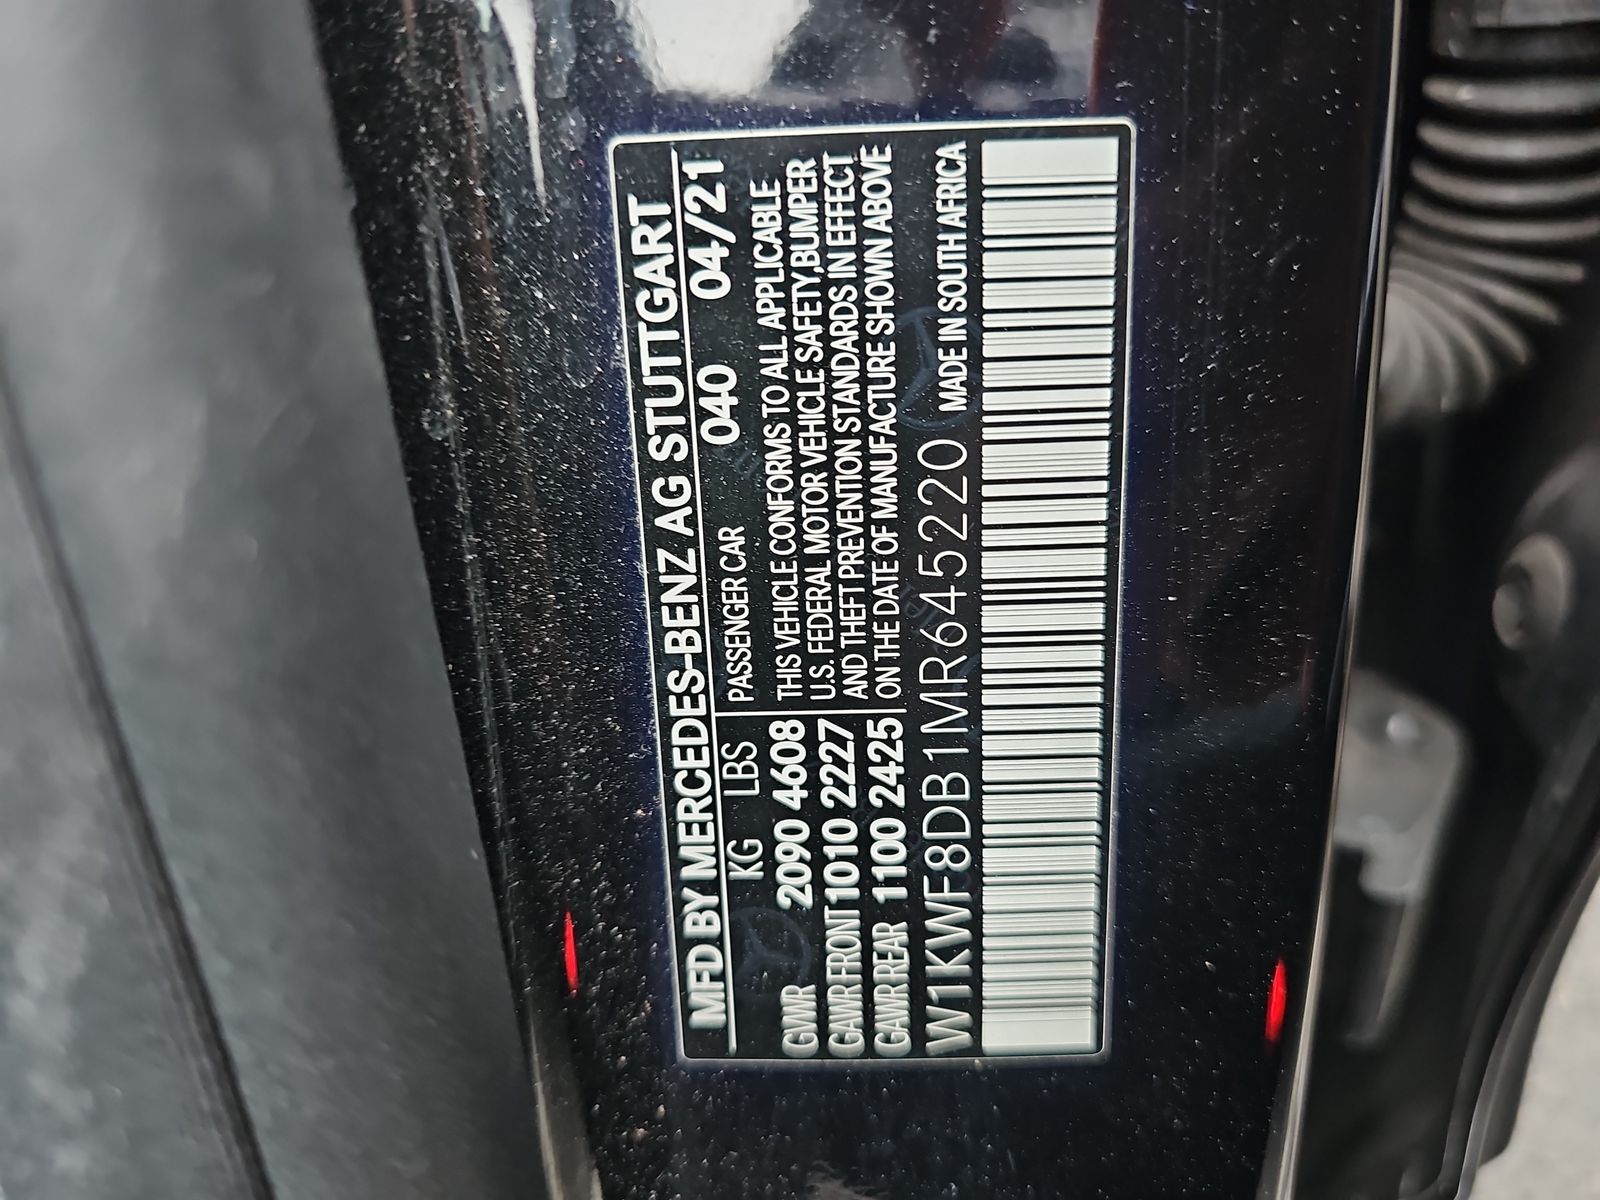 MFD BY MERCEDES-BENZ AG STUTTGART
KG LBS PASSENGER CAR 040 04/21
GVWR 2090 4608 THIS VEHICLE CONFORMS TO ALL APPLICABLE
GAWR FRONT 1010 2227 U.S. FEDERAL MOTOR VEHICLE SAFETY, BUMPER
AND THEFT PREVENTION STANDARDS IN EFFECT
GAWR REAR 1100 2425 ON THE DATE OF MANUFACTURE SHOWN ABOVE
W1KWF8DB1MR645220 MADE IN SOUTH AFRICA